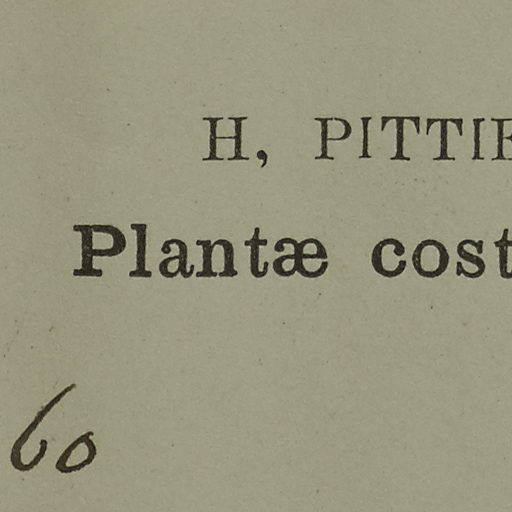 H, PITTIE
Plantæ cost
60